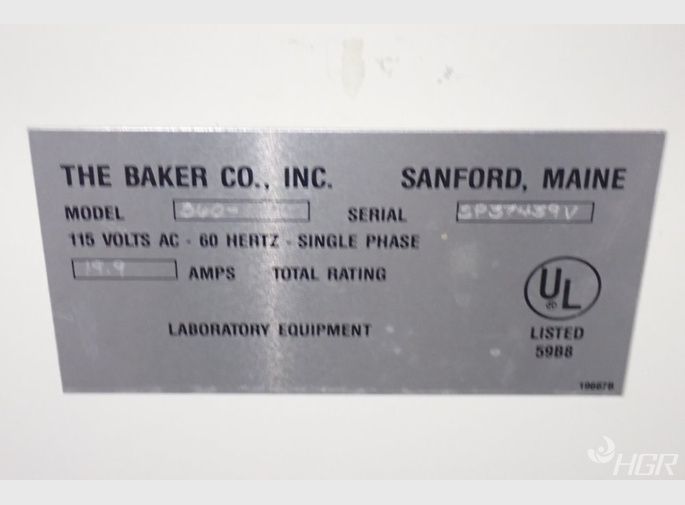 THE BAKER CO., INC. SANFORD, MAINE
MODEL SERIAL
115 VOLTS AC - 60 HERTZ - SINGLE PHASE
19.9 AMPS TOTAL RATING
LABORATORY EQUIPMENT
UL
LISTED
59B8
HGR